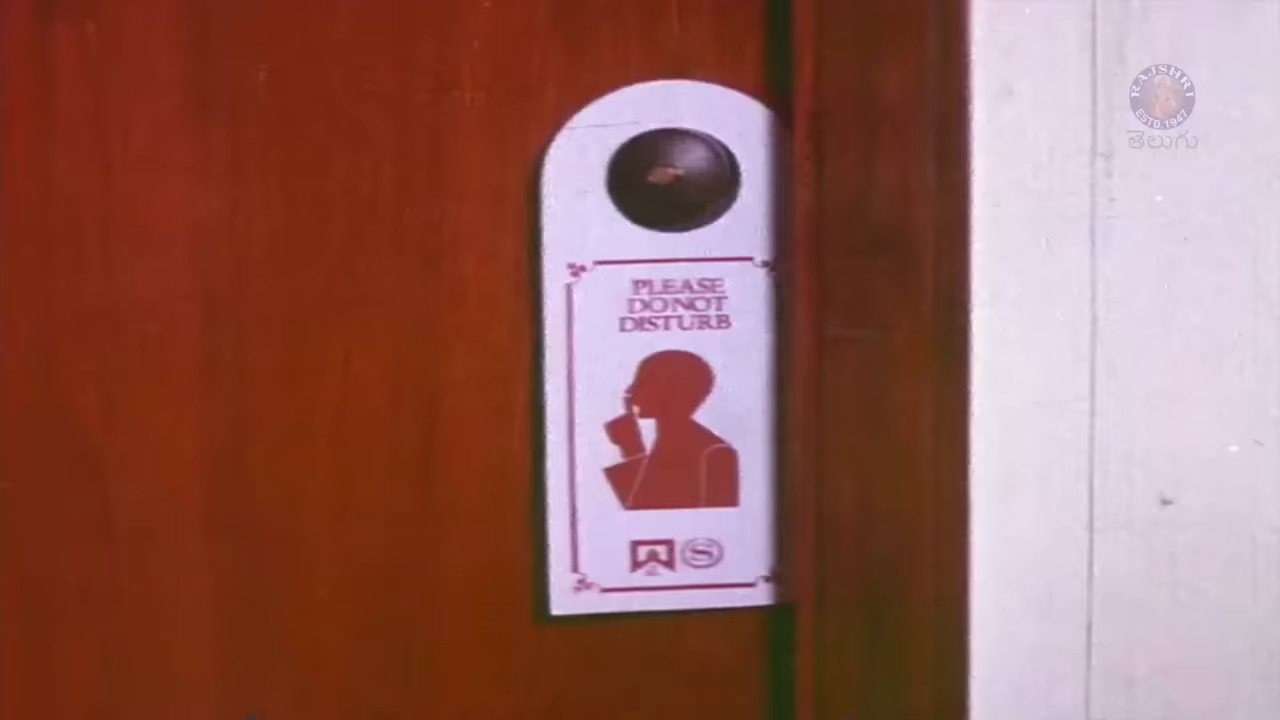 RAJSHRI
ESTD.1947
తెలుగు
PLEASE
DO NOT
DISTURB
S